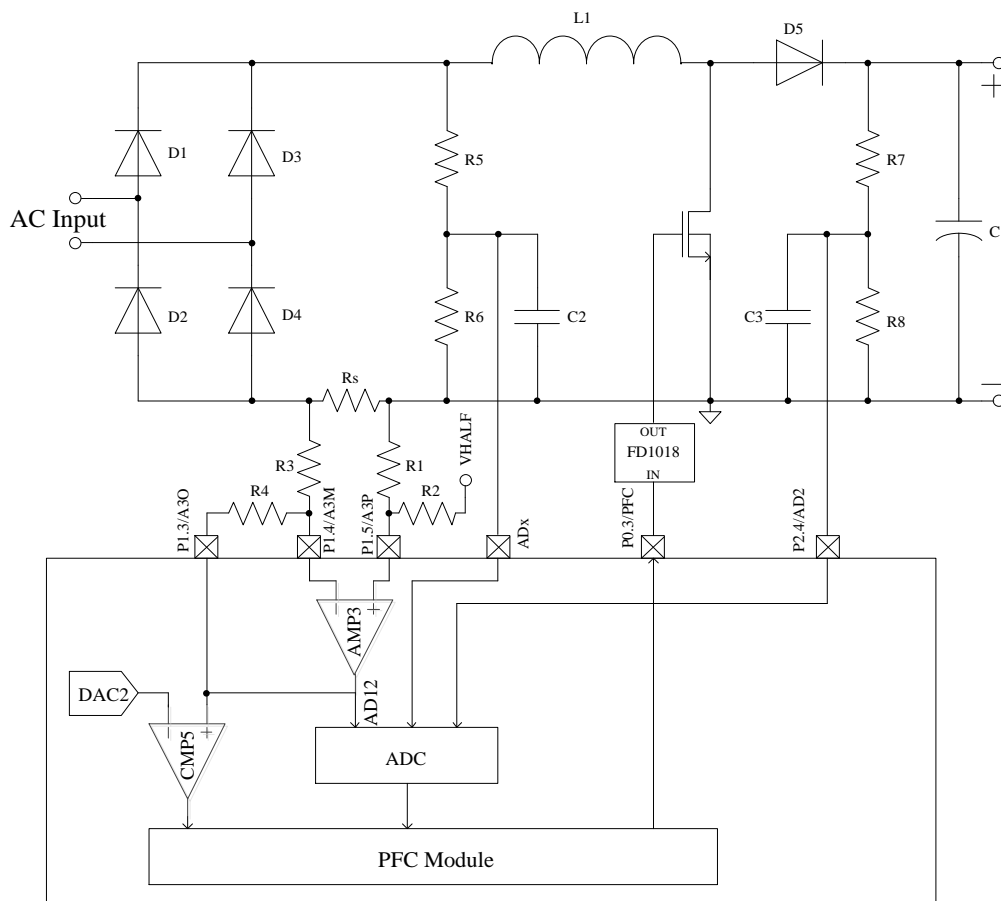 L1
D5
+
D1
D3
R5
R7
AC Input
C
D2
D4
R6
C2
C3
R8
Rs
−
R3
R1
VHALF
OUT
FD1018
IN
R4
R2
P1.3/A3O
P1.4/A3M
P1.5/A3P
ADx
P0.3/PFC
P2.4/AD2
− +
AMP3
DAC2
AD12
− +
CMP5
ADC
PFC Module